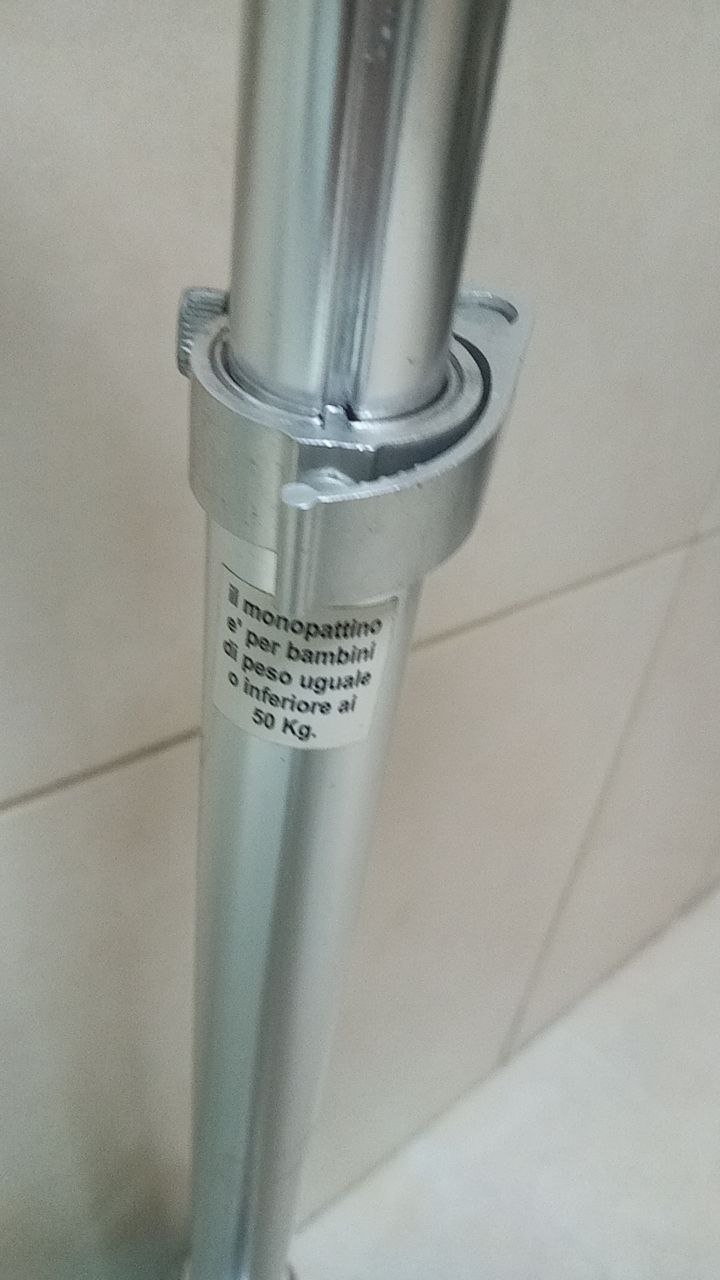 il monopattino
e' per bambini
di peso uguale
o inferiore ai
50 Kg.